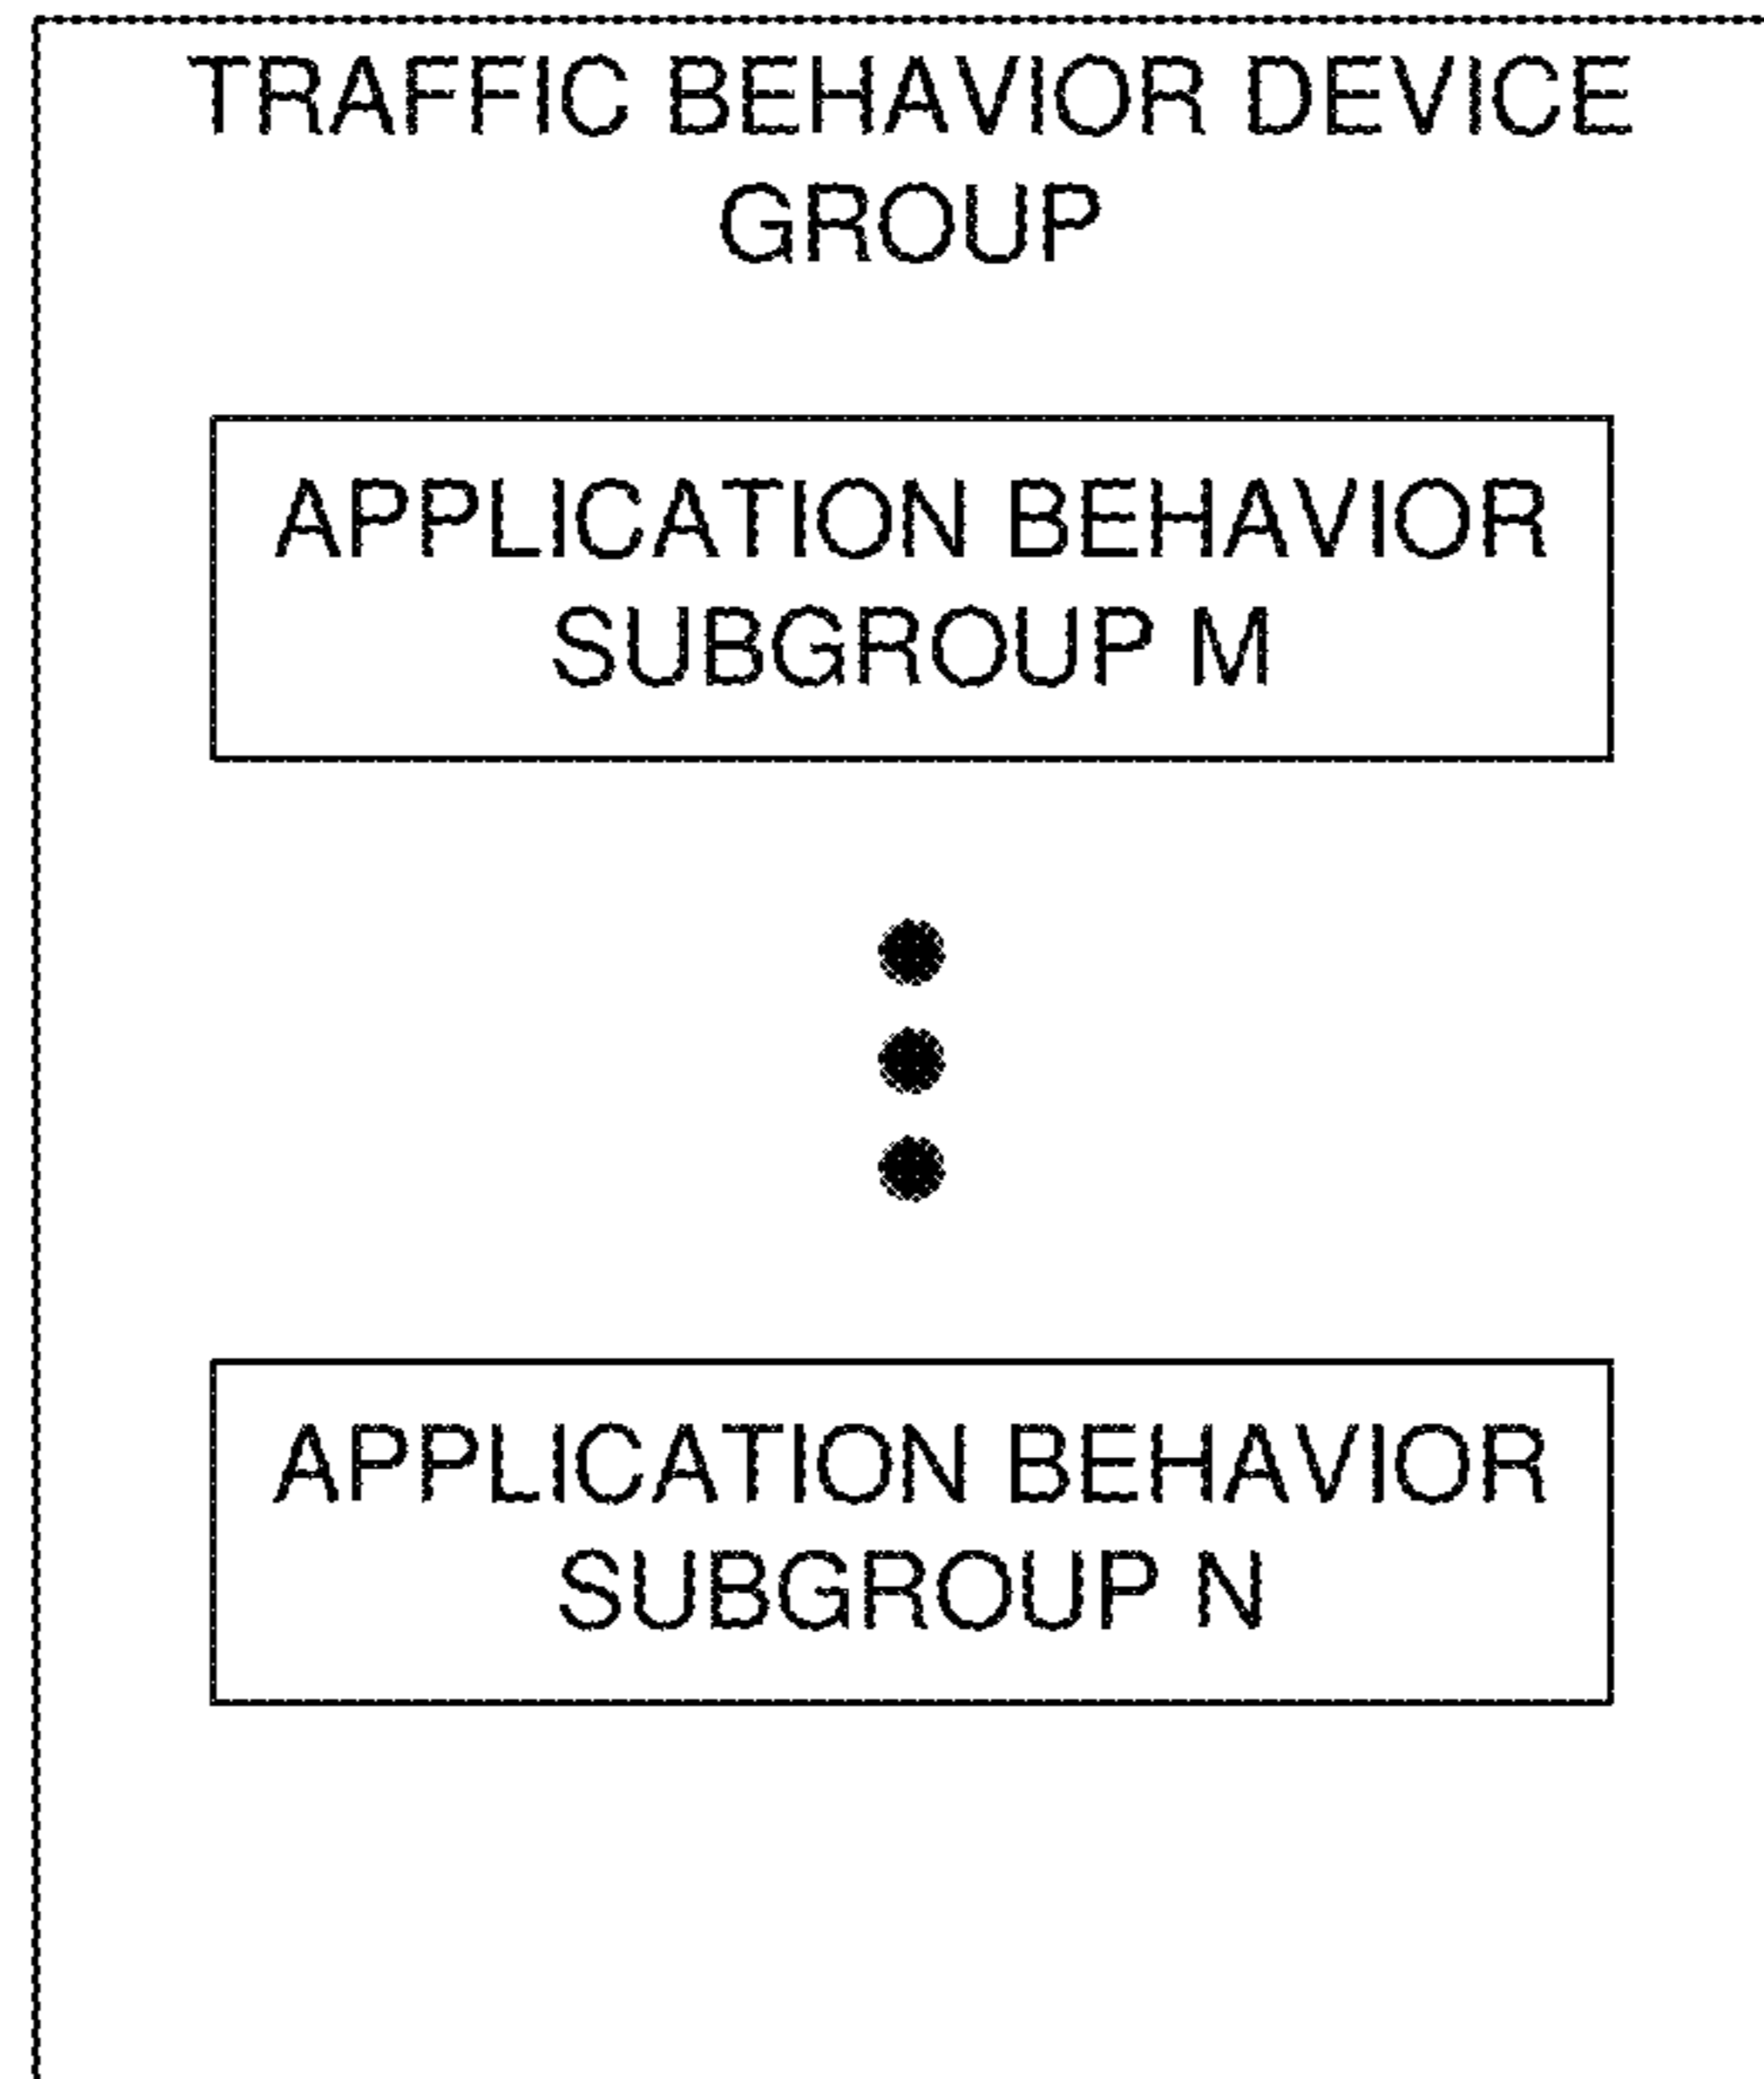 TRAFFIC BEHAVIOR DEVICE
GROUP
APPLICATION BEHAVIOR
SUBGROUP M
APPLICATION BEHAVIOR
SUBGROUP N